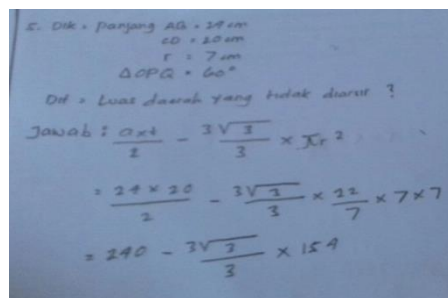 5. Dik = Panjang AB = 24 cm
CD = 20 cm
r = 7 cm
△OPQ = 60°
Dit = Luas daerah yang tidak diarsir ?
Jawab : a×t/2 - 3√3/3 × πr²
= 24 × 20/2 - 3√3/3 × 22/7 × 7 × 7
= 240 - 3√3/3 × 154